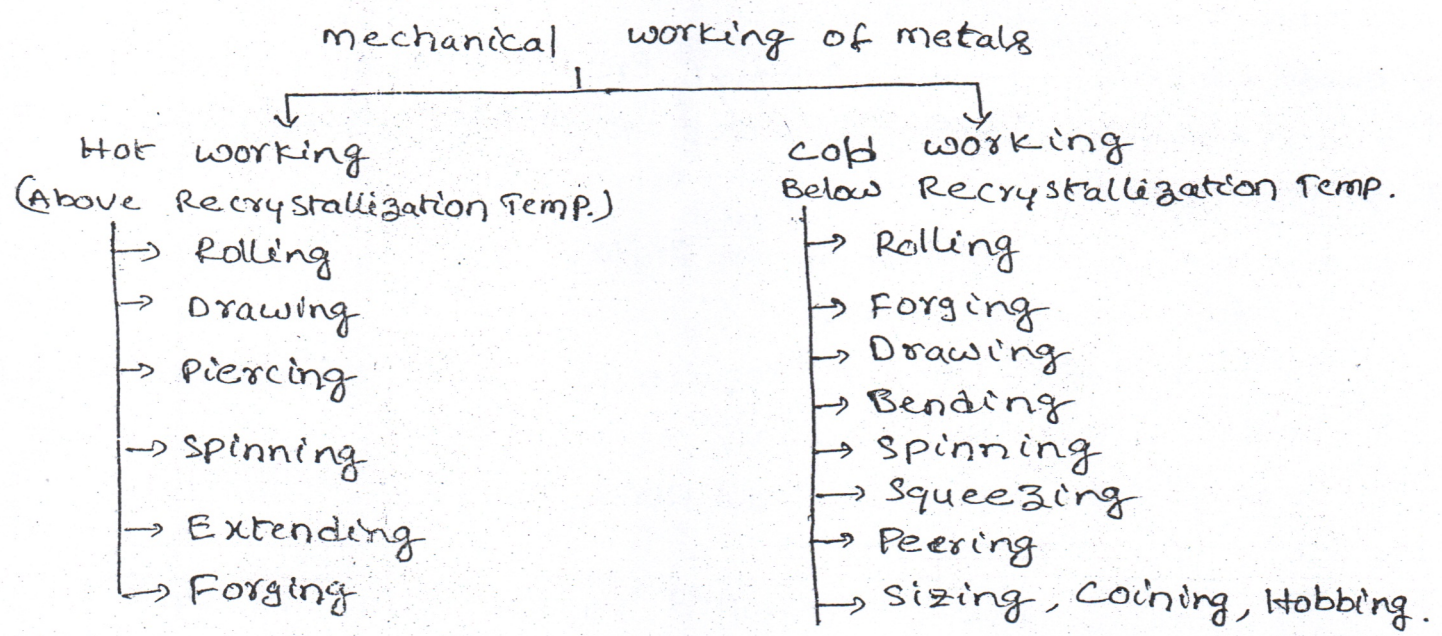 mechanical working of metals
Hot working
(Above Recrystallization Temp.)
Rolling
Drawing
Piercing
Spinning
Extending
Forging
Cold working
Below Recrystallization Temp.
Rolling
Forging
Drawing
Bending
Spinning
Squeezing
Peering
Sizing, Coining, Hobbing.